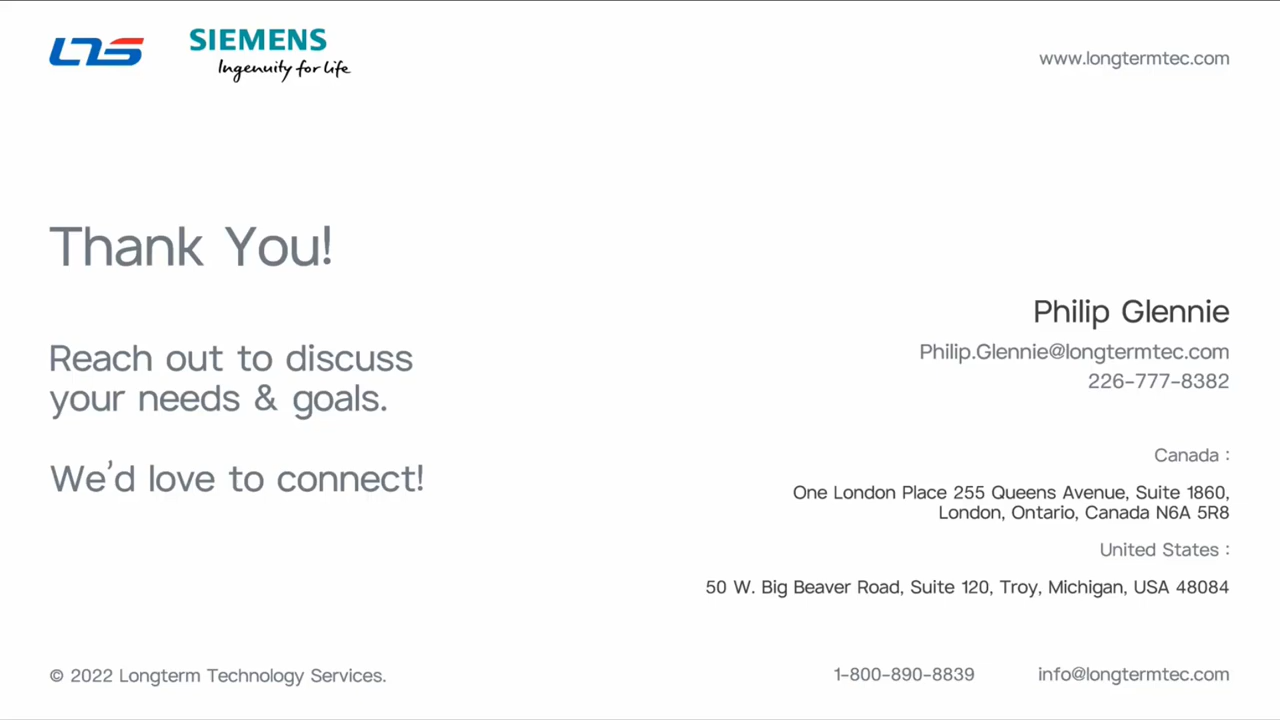 LTS
SIEMENS
Ingenuity for life
www.longtermtec.com
Thank You!
Reach out to discuss
your needs & goals.
We'd love to connect!
Philip Glennie
Philip.Glennie@longtermtec.com
226-777-8382
Canada :
One London Place 255 Queens Avenue, Suite 1860,
London, Ontario, Canada N6A 5R8
United States :
50 W. Big Beaver Road, Suite 120, Troy, Michigan, USA 48084
© 2022 Longterm Technology Services.
1-800-890-8839
info@longtermtec.com